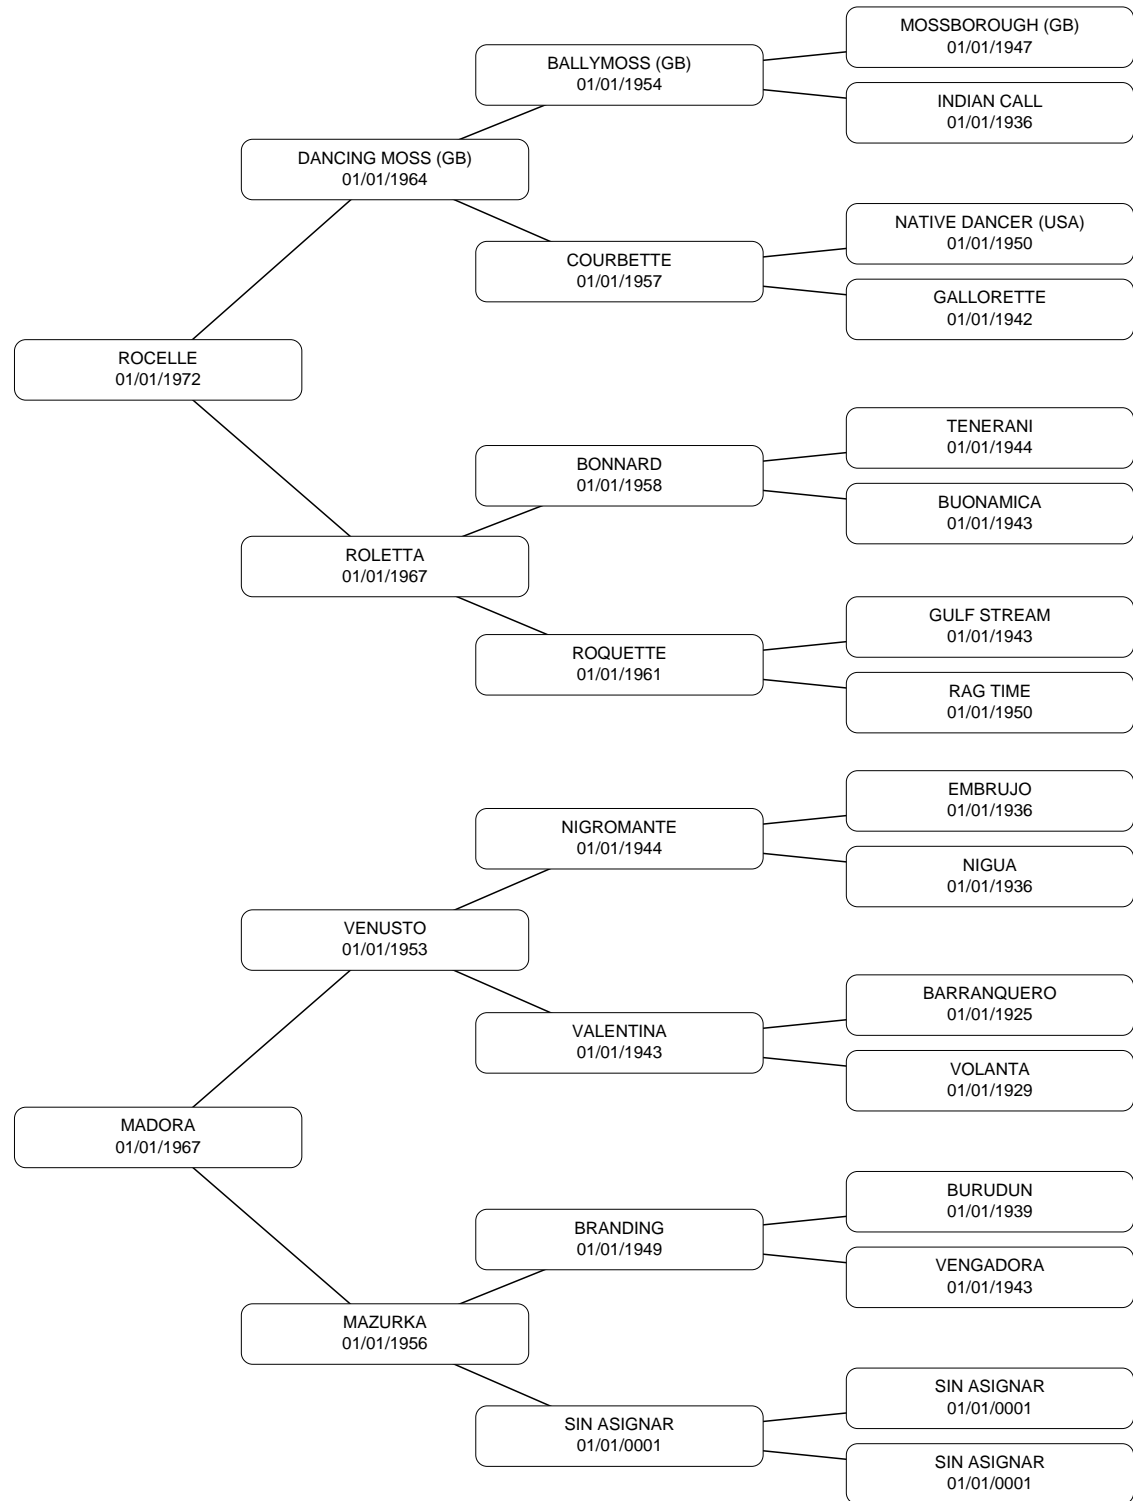 MOSSBOROUGH (GB)
01/01/1947
BALLYMOSS (GB)
01/01/1954
INDIAN CALL
01/01/1936
DANCING MOSS (GB)
01/01/1964
NATIVE DANCER (USA)
01/01/1950
COURBETTE
01/01/1957
GALLORETTE
01/01/1942
ROCELLE
01/01/1972
TENERANI
01/01/1944
BONNARD
01/01/1958
BUONAMICA
01/01/1943
ROLETTA
01/01/1967
GULF STREAM
01/01/1943
ROQUETTE
01/01/1961
RAG TIME
01/01/1950
EMBRUJO
01/01/1936
NIGROMANTE
01/01/1944
NIGUA
01/01/1936
VENUSTO
01/01/1953
BARRANQUERO
01/01/1925
VALENTINA
01/01/1943
VOLANTA
01/01/1929
MADORA
01/01/1967
BURUDUN
01/01/1939
BRANDING
01/01/1949
VENGADORA
01/01/1943
MAZURKA
01/01/1956
SIN ASIGNAR
01/01/0001
SIN ASIGNAR
01/01/0001
SIN ASIGNAR
01/01/0001